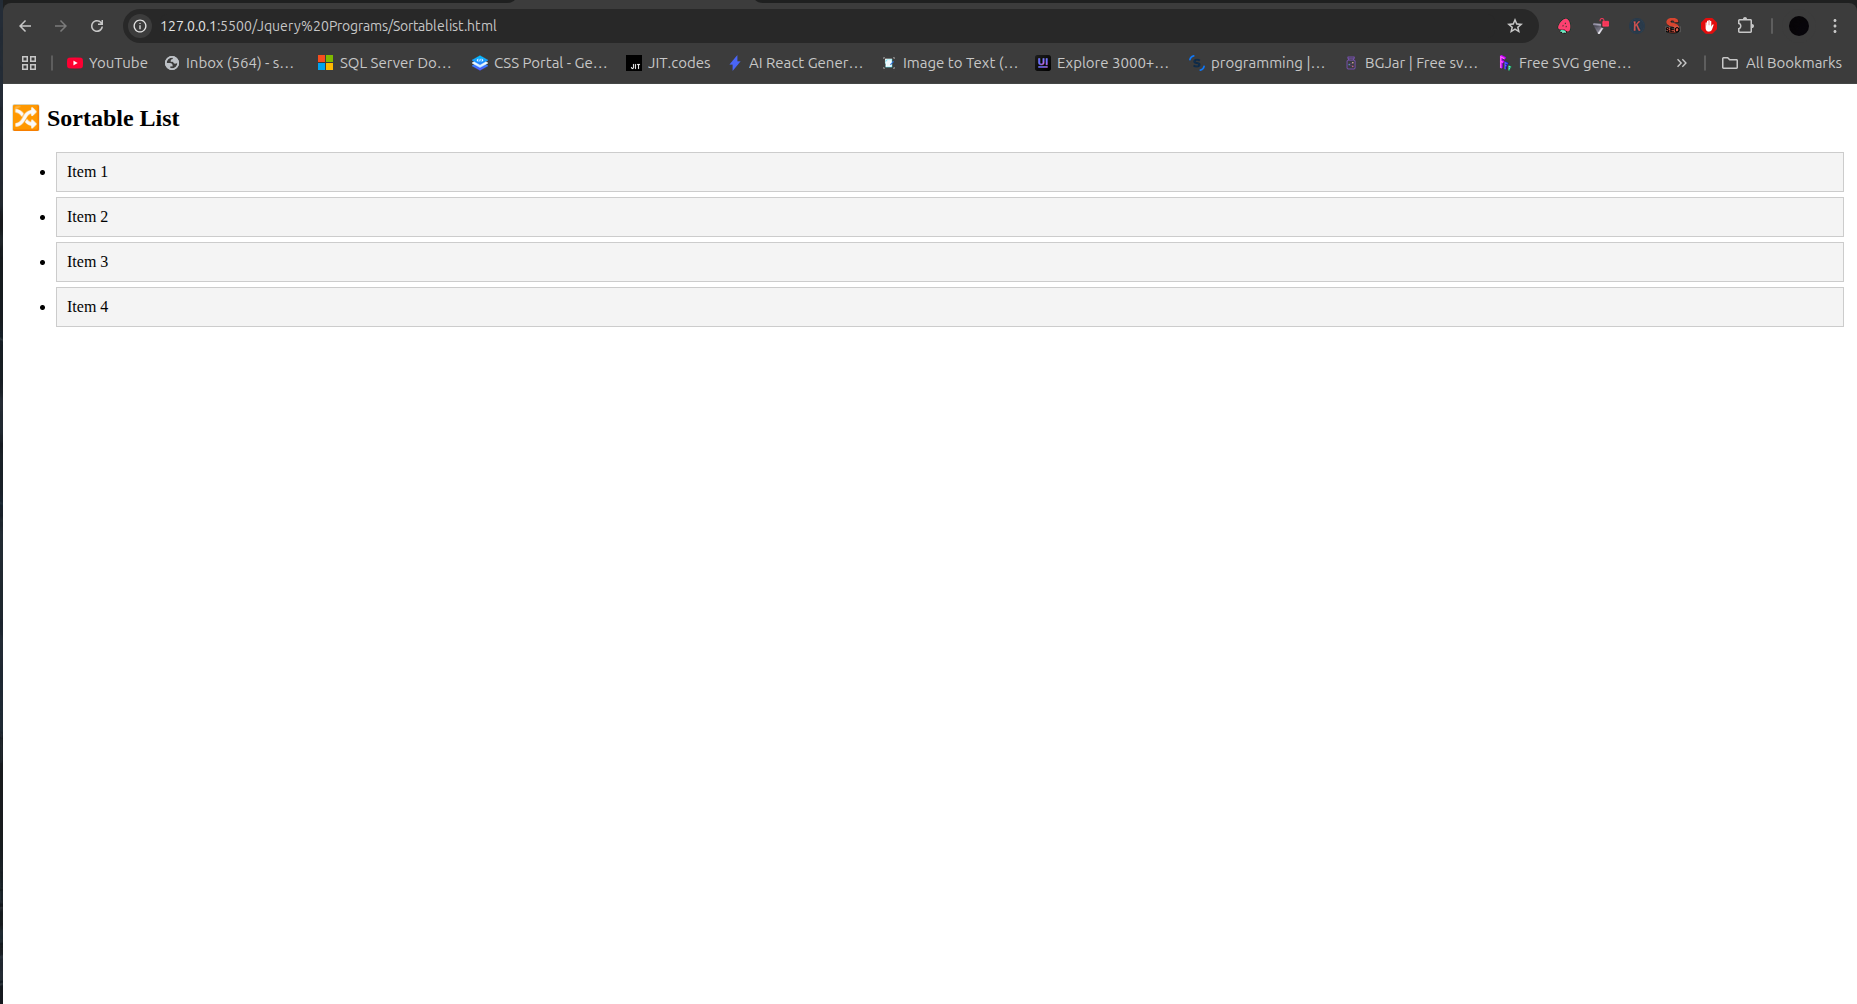 127.0.0.1:5500/Jquery%20Programs/Sortablelist.html
YouTube Inbox (564) - s... SQL Server Do... CSS Portal - Ge... JIT.codes AI React Gener... Image to Text (... Explore 3000+... programming |... BGJar | Free sv... Free SVG gene... » All Bookmarks
🔀 Sortable List
• Item 1
• Item 2
• Item 3
• Item 4